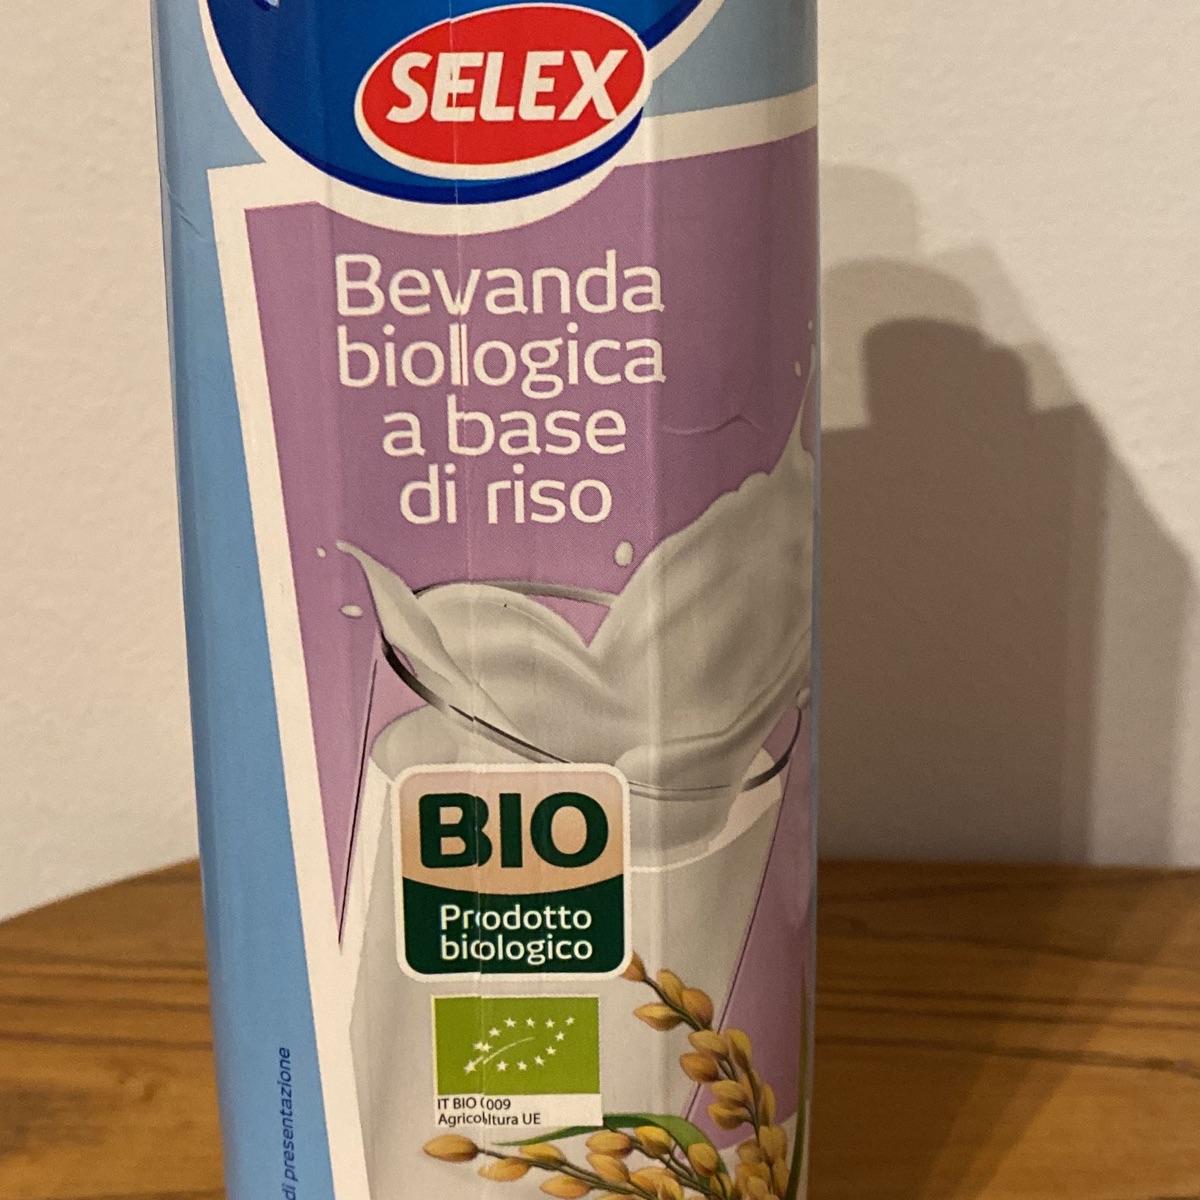 SELEX
Bevanda
biologica
a base
di riso
BIO
Prodotto
biologico
IT BIO 009
Agricoltura UE
di presentazione